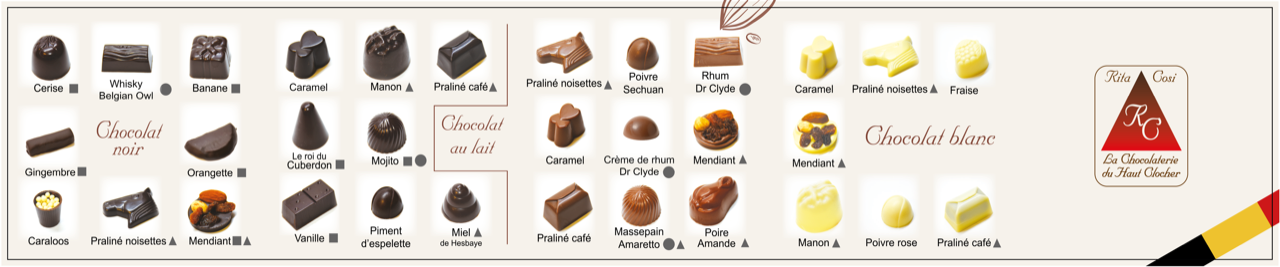 Cerise
Whisky
Belgian Owl
Banane
Caramel
Manon
Praliné café
Gingembre
Chocolat
noir
Orangette
Le roi du
Cuberdon
Mojito
Caraloos
Praliné noisettes
Mendiant
Vanille
Piment
d'espelette
Miel
de Hesbaye
Chocolat
au lait
Praliné noisettes
Poivre
Sechuan
Rhum
Dr Clyde
Caramel
Crème de rhum
Dr Clyde
Mendiant
Praliné café
Massepain
Amaretto
Poire
Amande
Caramel
Praliné noisettes
Fraise
Mendiant
Chocolat blanc
Manon
Poivre rose
Praliné café
Rita Cosi
RC
La Chocolaterie
du Haut Clocher